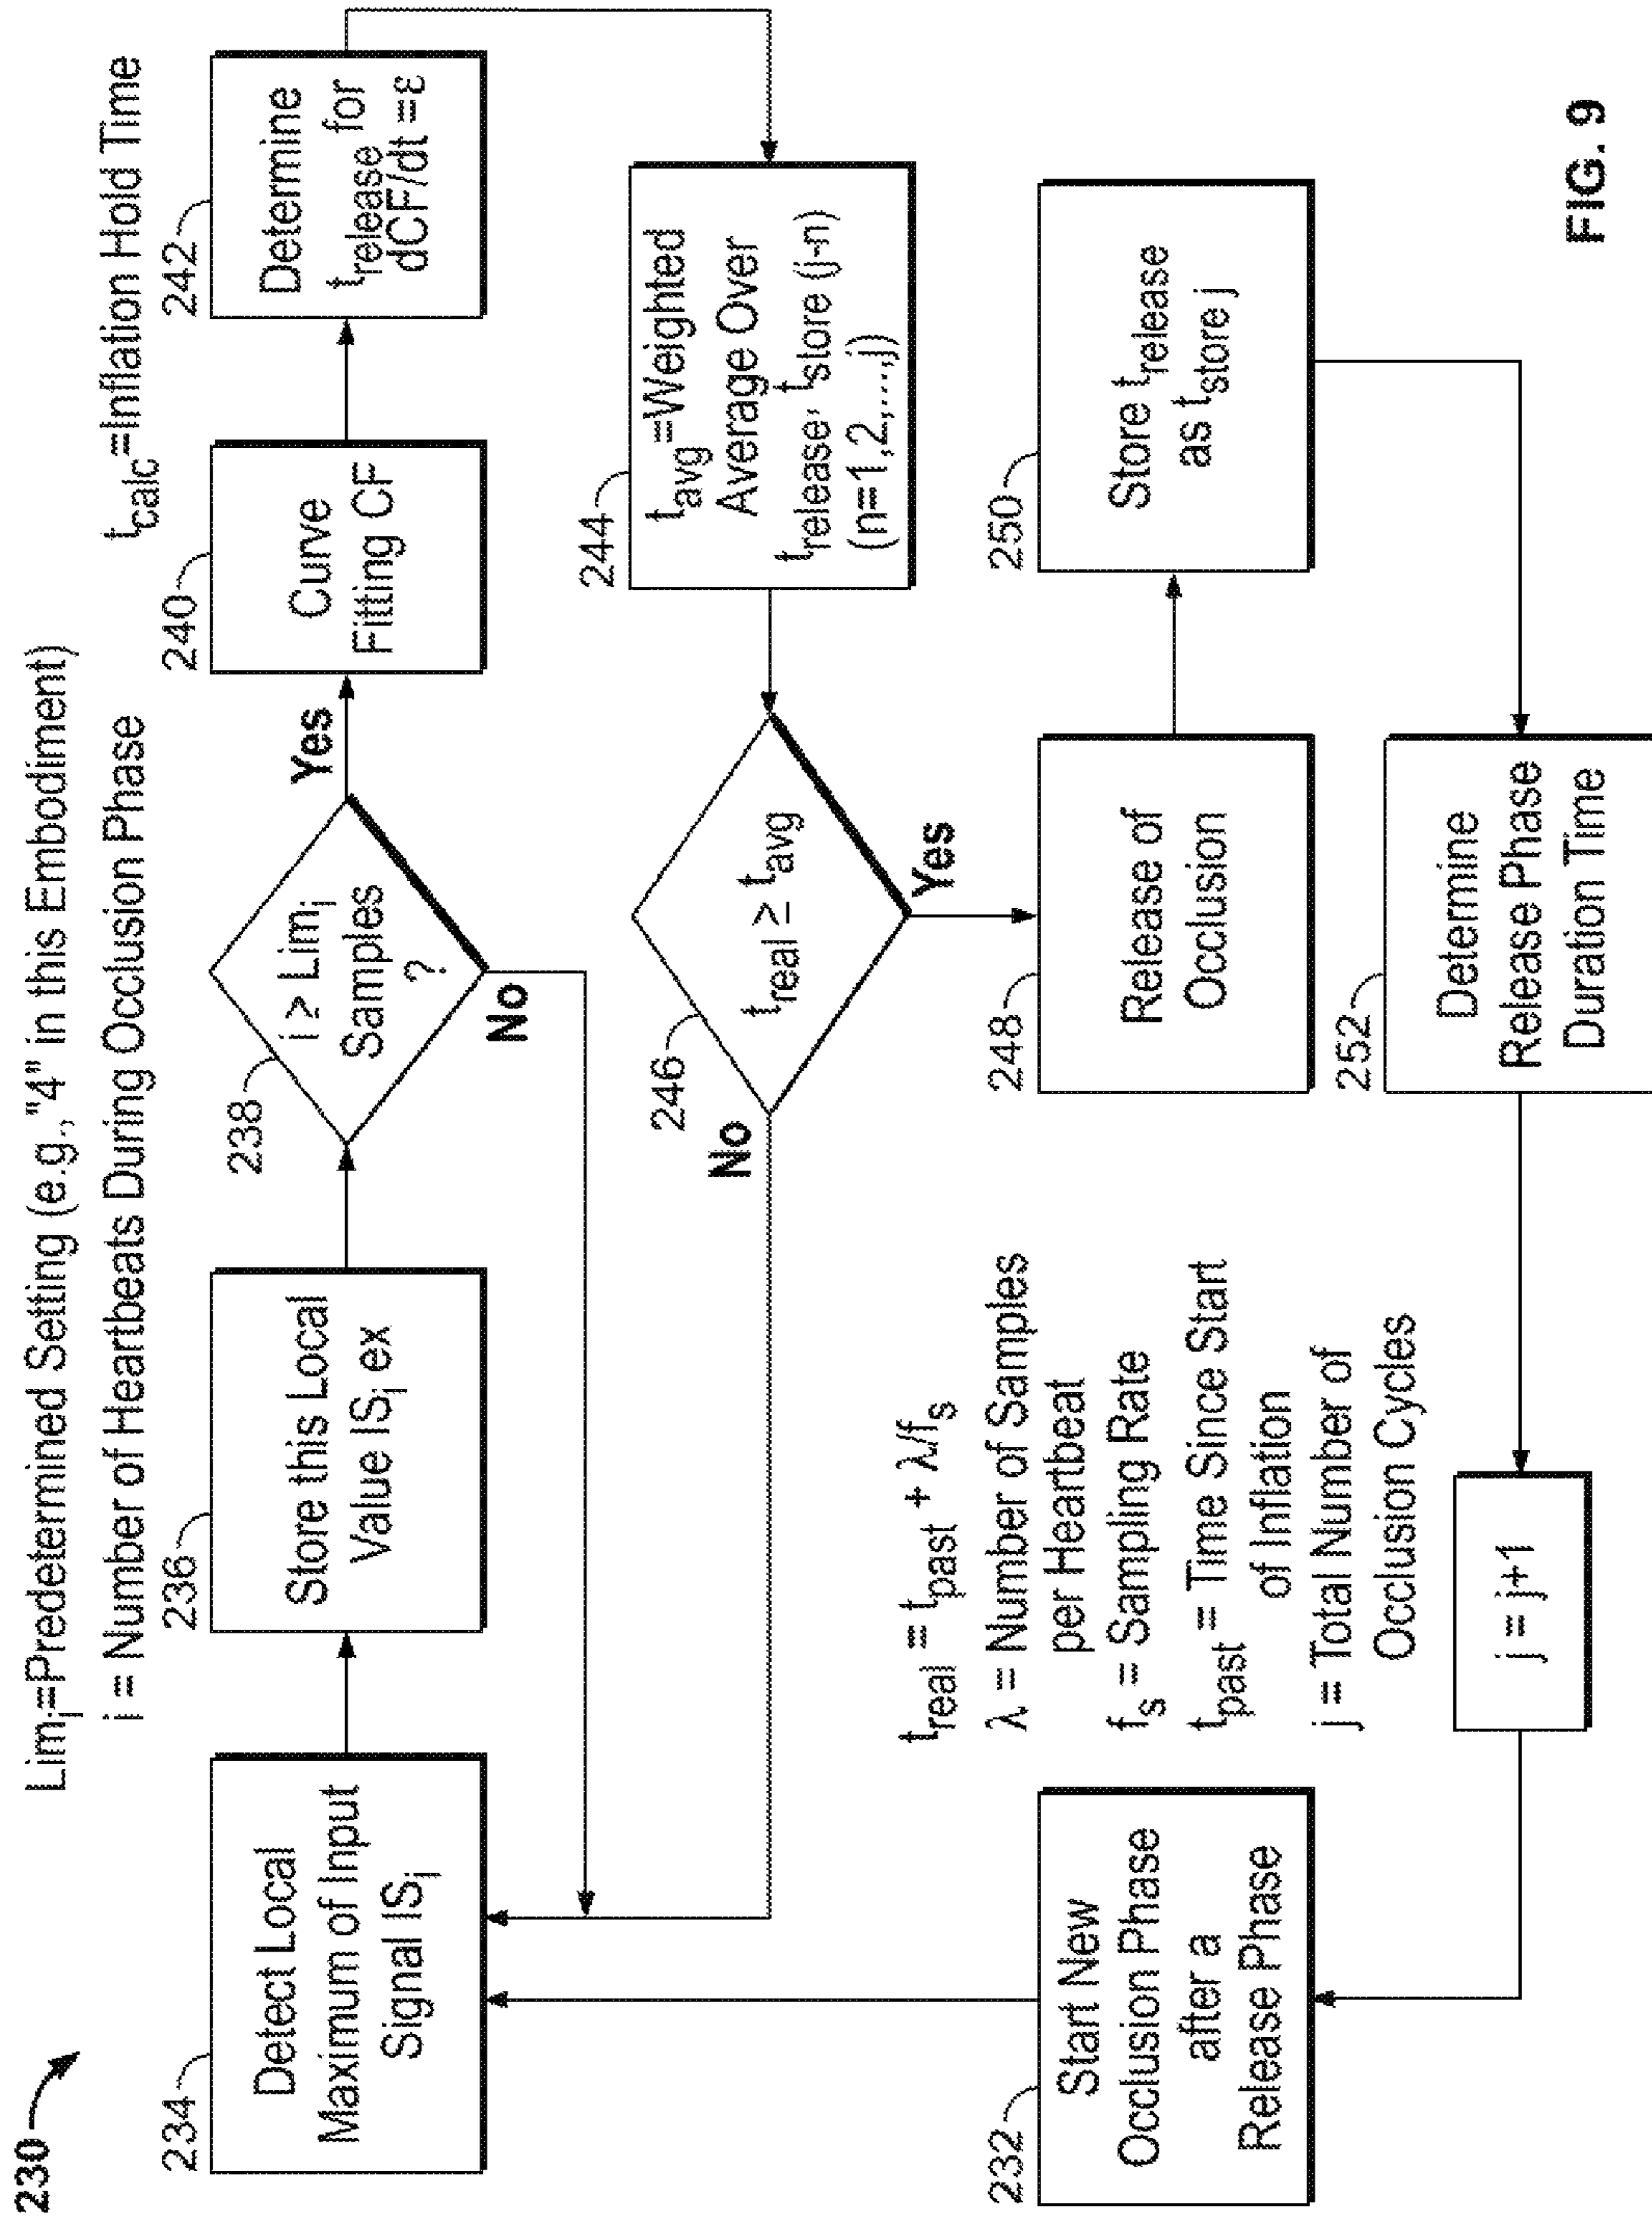 230
Lim_i=Predetermined Setting (e.g., "4" in this Embodiment)
i = Number of Heartbeats During Occlusion Phase
t_calc=Inflation Hold Time
234
Detect Local
Maximum of Input
Signal IS_i
236
Store this Local
Value IS_i ex
238
i ≥ Lim_i
Samples
?
Yes
No
240
Curve
Fitting CF
242
Determine
t_release for
dCF/dt = ε
244
t_avg=Weighted
Average Over
t_release, t_store (j-n)
(n=1,2,...,j)
246
t_real ≥ t_avg
No
Yes
t_real = t_past + λ/f_s
λ = Number of Samples
per Heartbeat
f_s = Sampling Rate
t_past = Time Since Start
of Inflation
j = Total Number of
Occlusion Cycles
232
Start New
Occlusion Phase
after a
Release Phase
248
Release of
Occlusion
250
Store t_release
as t_store j
252
Determine
Release Phase
Duration Time
j = j+1
FIG. 9